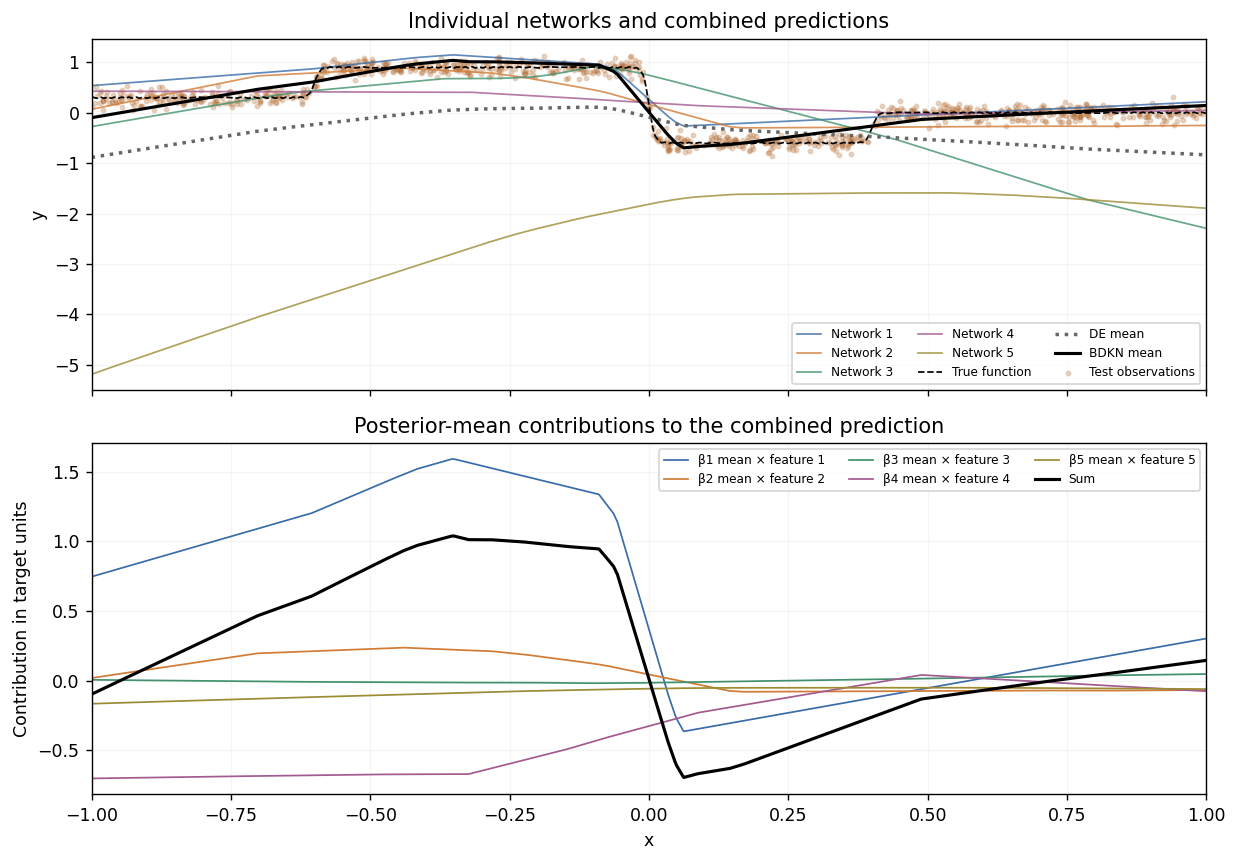 Individual networks and combined predictions
y
1
0
−1
−2
−3
−4
−5
Network 1
Network 2
Network 3
Network 4
Network 5
True function
DE mean
BDKN mean
Test observations
Posterior-mean contributions to the combined prediction
Contribution in target units
1.5
1.0
0.5
0.0
−0.5
β1 mean × feature 1
β2 mean × feature 2
β3 mean × feature 3
β4 mean × feature 4
β5 mean × feature 5
Sum
−1.00 −0.75 −0.50 −0.25 0.00 0.25 0.50 0.75 1.00
x